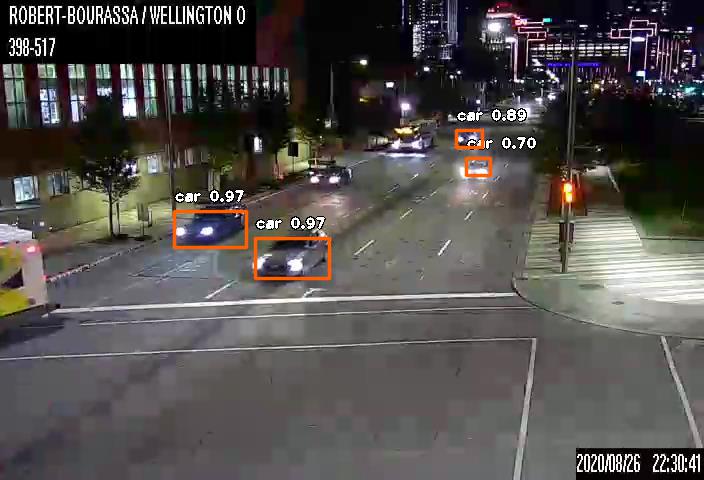 ROBERT-BOURASSA / WELLINGTON O
398-517
car 0.89
car 0.70
car 0.97
car 0.97
2020/08/26 22:30:41